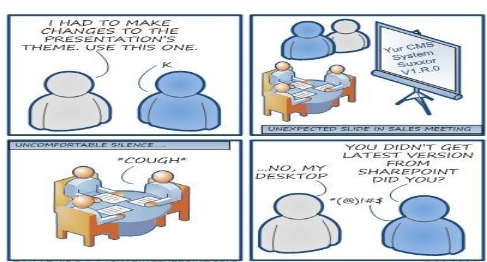 I HAD TO MAKE
CHANGES TO THE
PRESENTATION'S
THEME. USE THIS ONE.
K
Yur CMS
System
Suxxor
V1.R.0
UNEXPECTED SLIDE IN SALES MEETING
UNCOMFORTABLE SILENCE....
*COUGH*
YOU DIDN'T GET
LATEST VERSION
FROM
SHAREPOINT
DID YOU?
...NO, MY
DESKTOP
*(@)!#$